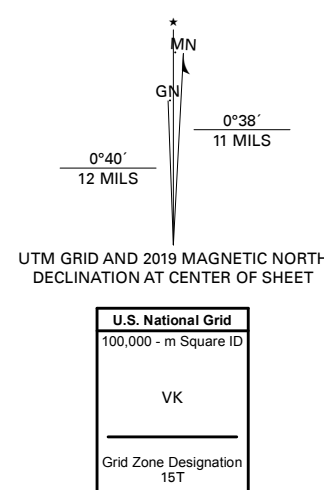 ★
MN
GN
0°38´
11 MILS
0°40´
12 MILS
UTM GRID AND 2019 MAGNETIC NORTH
DECLINATION AT CENTER OF SHEET
U.S. National Grid
100,000 - m Square ID
VK
Grid Zone Designation
15T